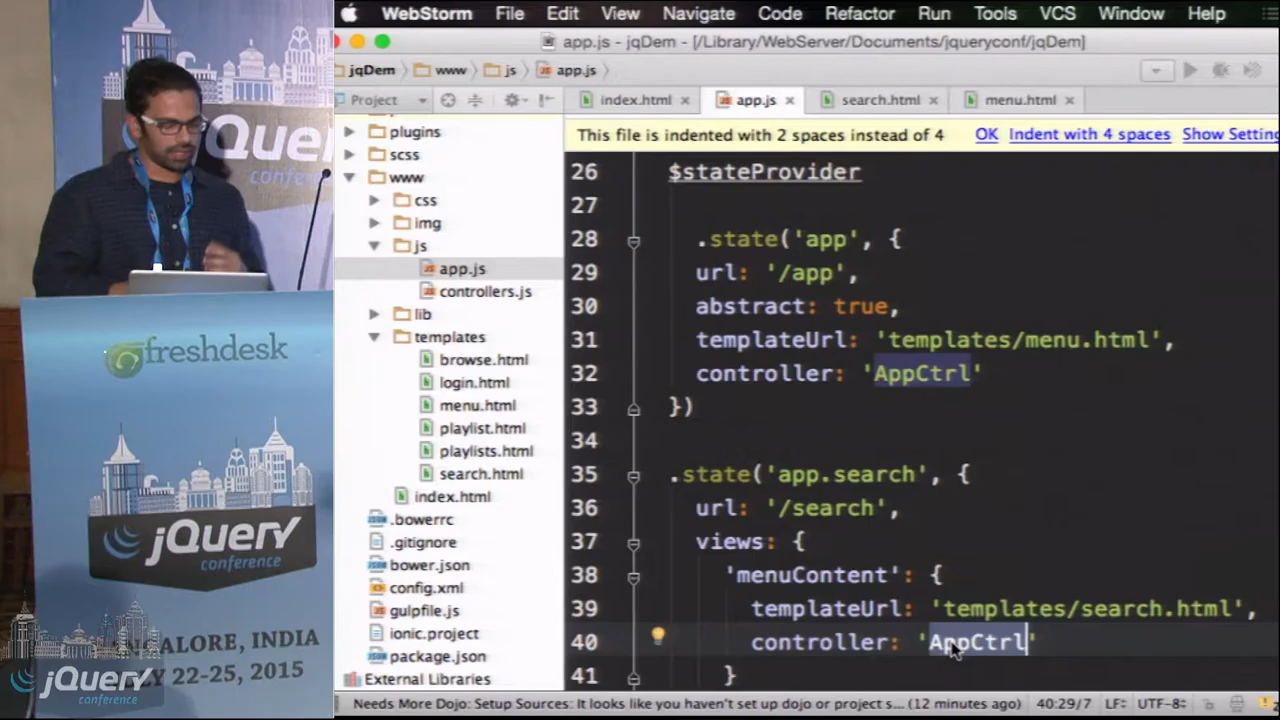 jQuery
conference
freshdesk
jQuery
conference
NGALORE, INDIA
LY 22-25, 2015
jQuery
conference
WebStorm File Edit View Navigate Code Refactor Run Tools VCS Window Help
app.js - jqDem - [/Library/WebServer/Documents/jqueryconf/jqDem]
jqDem www js app.js
Project
index.html app.js search.html menu.html
This file is indented with 2 spaces instead of 4 OK Indent with 4 spaces Show Setting
plugins
scss
www
css
img
js
app.js
controllers.js
lib
templates
browse.html
login.html
menu.html
playlist.html
playlists.html
search.html
index.html
.bowerrc
.gitignore
bower.json
config.xml
gulpfile.js
ionic.project
package.json
External Libraries
26 $stateProvider
27
28 .state('app', {
29 url: '/app',
30 abstract: true,
31 templateUrl: 'templates/menu.html',
32 controller: 'AppCtrl'
33 })
34
35 .state('app.search', {
36 url: '/search',
37 views: {
38 'menuContent': {
39 templateUrl: 'templates/search.html',
40 controller: 'AppCtrl'
41 }
Needs More Dojo: Setup Sources: It looks like you haven't set up dojo or project s... (12 minutes ago) 40:29/7 LF÷ UTF-8÷